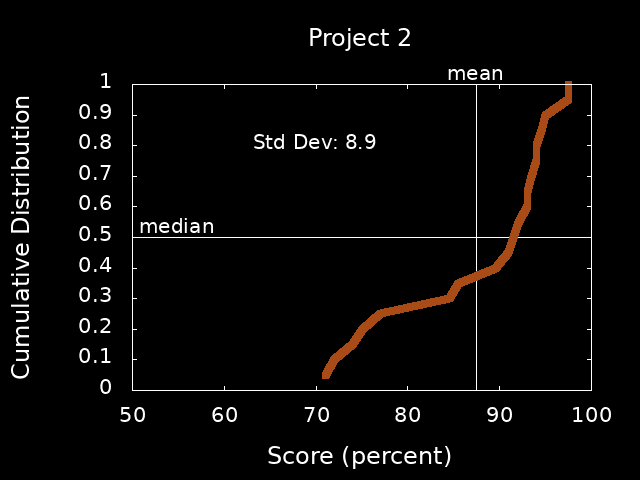 Project 2
mean
1
0.9
Std Dev: 8.9
0.8
0.7
0.6
median
0.5
0.4
0.3
0.2
0.1
0
Cumulative Distribution
50 60 70 80 90 100
Score (percent)